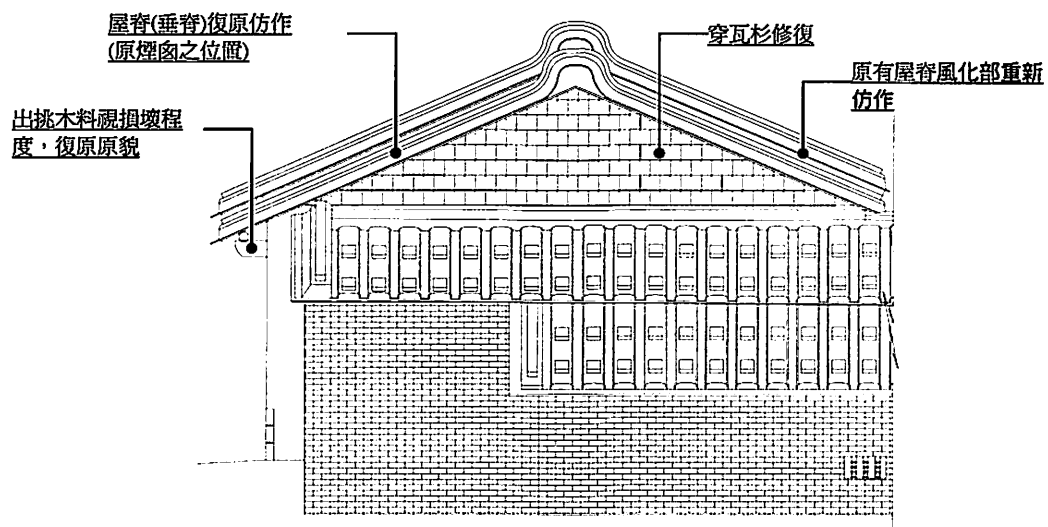 屋脊(垂脊)復原仿作
(原煙囪之位置)
穿瓦杉修復
原有屋脊風化部重新
仿作
出挑木料視損壞程
度，復原原貌